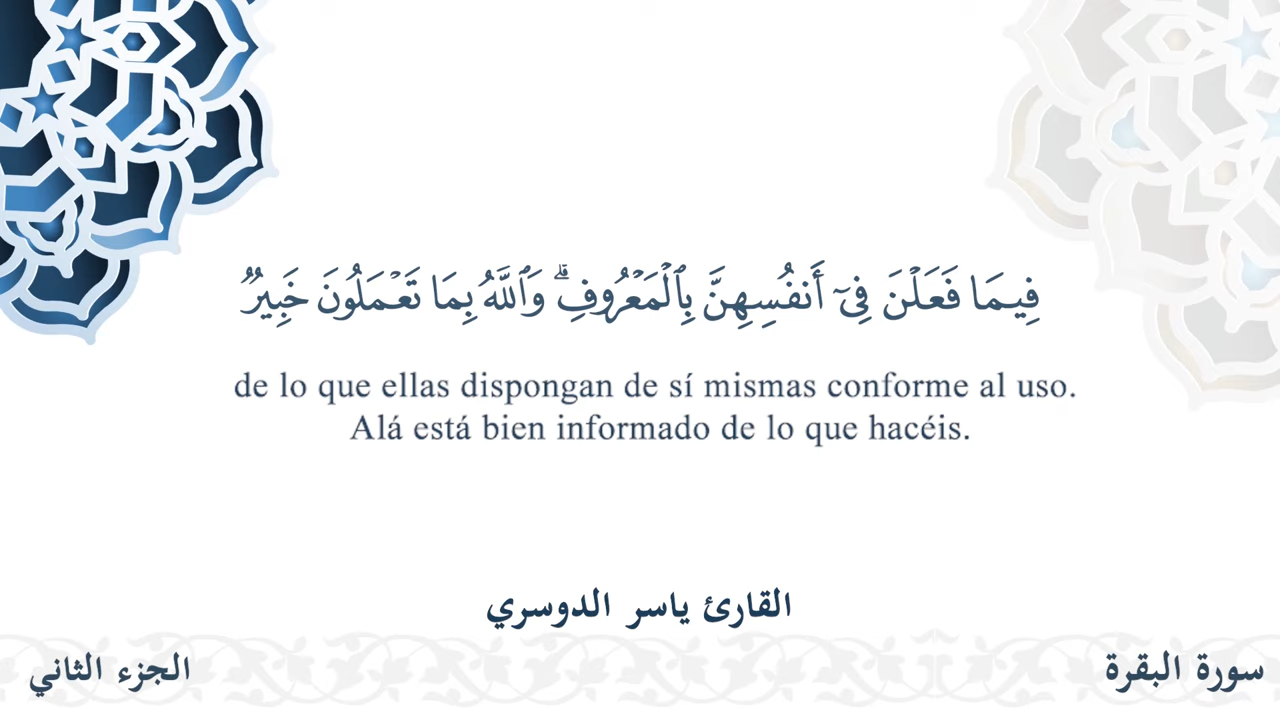 فِيمَا فَعَلْنَ فِىٓ أَنفُسِهِنَّ بِٱلْمَعْرُوفِ ۗ وَٱللَّهُ بِمَا تَعْمَلُونَ خَبِيرٌ
de lo que ellas dispongan de sí mismas conforme al uso.
Alá está bien informado de lo que hacéis.
القارئ ياسر الدوسري
سورة البقرة
الجزء الثاني